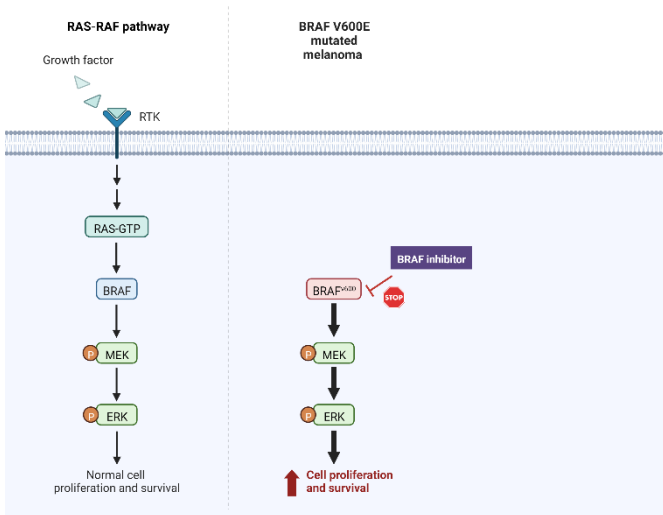 RAS-RAF pathway
BRAF V600E
mutated
melanoma
Growth factor
RTK
RAS-GTP
BRAF inhibitor
BRAF
BRAFV600
STOP
P MEK
P MEK
P ERK
P ERK
Normal cell
proliferation and survival
Cell proliferation
and survival